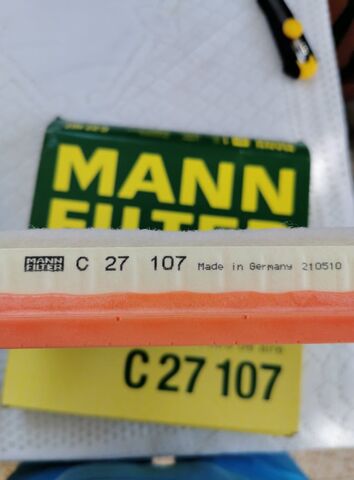 MANN
FILTER
MANN
FILTER
C 27 107 Made in Germany 210510
C 27 107